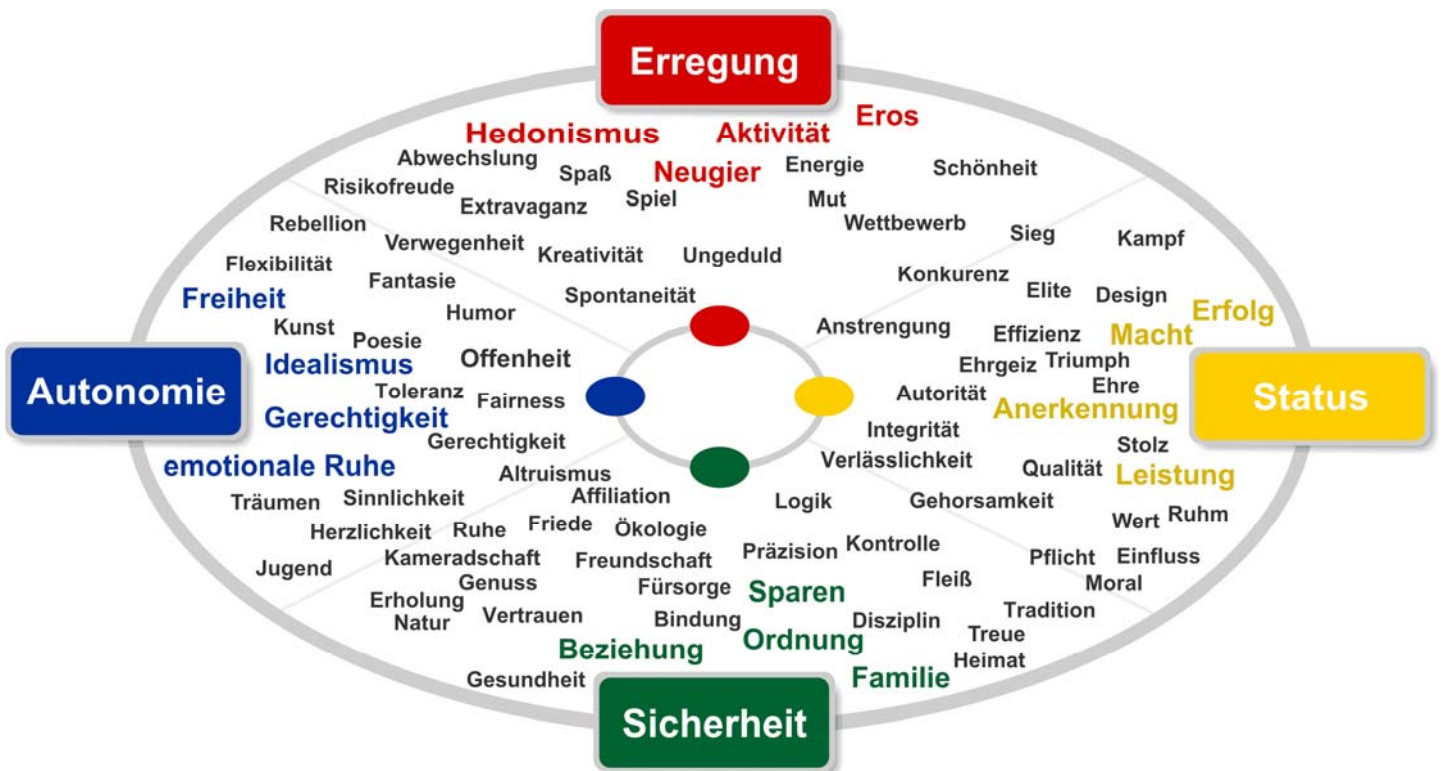 Erregung
Eros
Hedonismus
Aktivität
Abwechslung
Energie
Schönheit
Spaß
Neugier
Risikofreude
Extravaganz
Spiel
Mut
Rebellion
Wettbewerb
Sieg
Kampf
Verwegenheit
Kreativität
Ungeduld
Flexibilität
Fantasie
Konkurenz
Freiheit
Spontaneität
Elite
Design
Erfolg
Humor
Kunst
Poesie
Anstrengung
Effizienz
Macht
Idealismus
Offenheit
Ehrgeiz
Triumph
Autonomie
Toleranz
Fairness
Autorität
Ehre
Status
Gerechtigkeit
Anerkennung
Gerechtigkeit
Integrität
Stolz
emotionale Ruhe
Altruismus
Verlässlichkeit
Qualität
Leistung
Träumen
Sinnlichkeit
Affiliation
Logik
Gehorsamkeit
Herzlichkeit
Ruhe
Friede
Ökologie
Wert
Ruhm
Jugend
Kameradschaft
Freundschaft
Präzision
Kontrolle
Pflicht
Einfluss
Genuss
Fürsorge
Sparen
Fleiß
Moral
Erholung
Natur
Vertrauen
Bindung
Disziplin
Tradition
Beziehung
Ordnung
Treue
Heimat
Gesundheit
Familie
Sicherheit